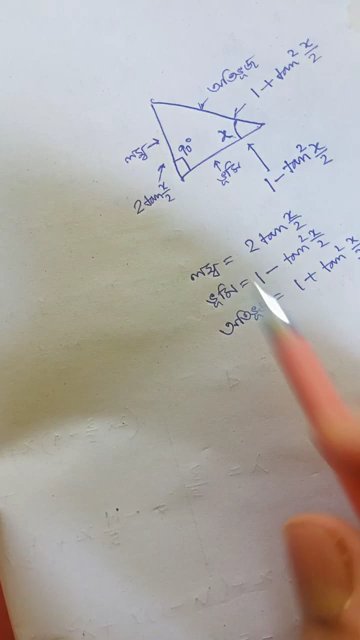 অতিভুজ
1 + tan² x/2
লম্ব
90°
x
ভূমি
2 tan x/2
1 - tan² x/2
লম্ব = 2 tan x/2
ভূমি = 1 - tan² x/2
= 1 + tan² x/2